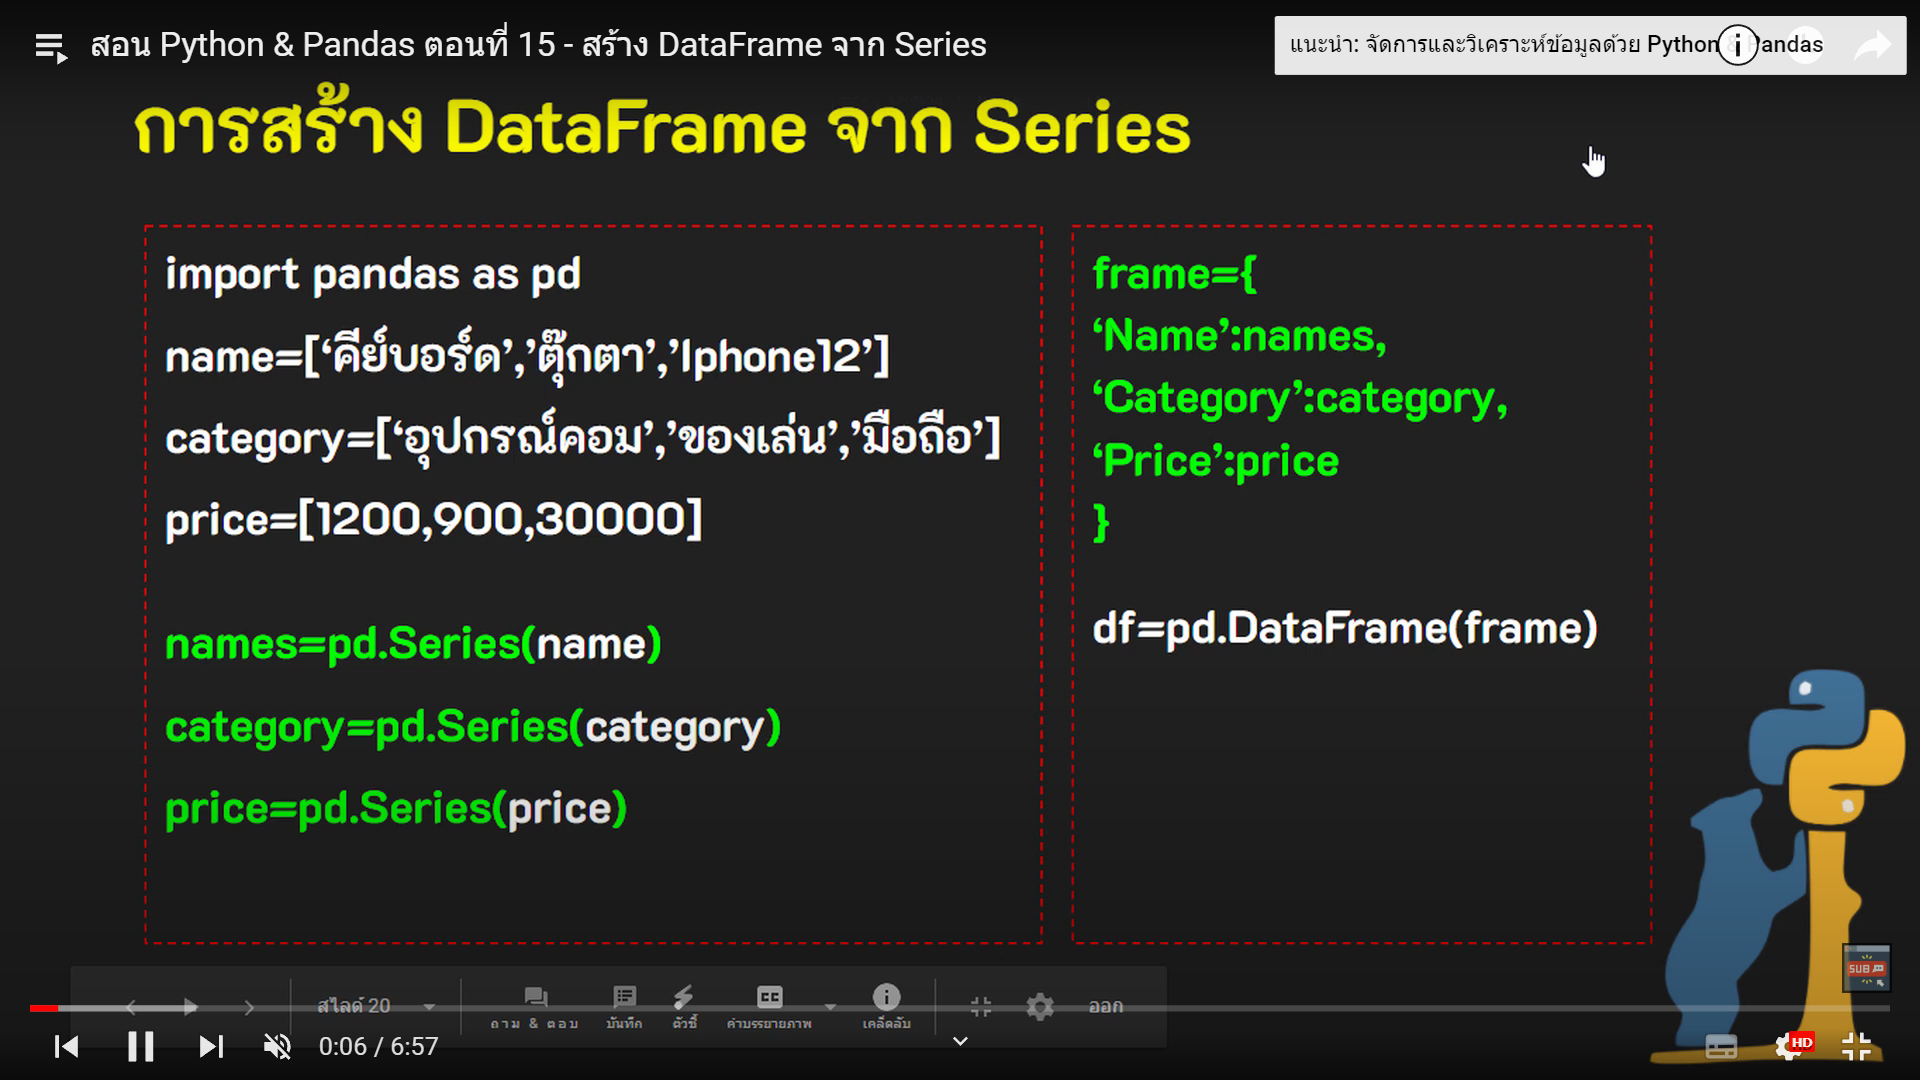 สอน Python & Pandas ตอนที่ 15 - สร้าง DataFrame จาก Series
แนะนำ: จัดการและวิเคราะห์ข้อมูลด้วย Python & Pandas
การสร้าง DataFrame จาก Series
import pandas as pd
name=[‘คีย์บอร์ด’,’ตุ๊กตา’,’Iphone12’]
category=[‘อุปกรณ์คอม’,’ของเล่น’,’มือถือ’]
price=[1200,900,30000]
names=pd.Series(name)
category=pd.Series(category)
price=pd.Series(price)
frame={
‘Name’:names,
‘Category’:category,
‘Price’:price
}
df=pd.DataFrame(frame)
SUB
สไลด์ 20
ถาม & ตอบ
บันทึก
ตัวชี้
CC
คำบรรยายภาพ
เคล็ดลับ
ออก
0:06 / 6:57
HD